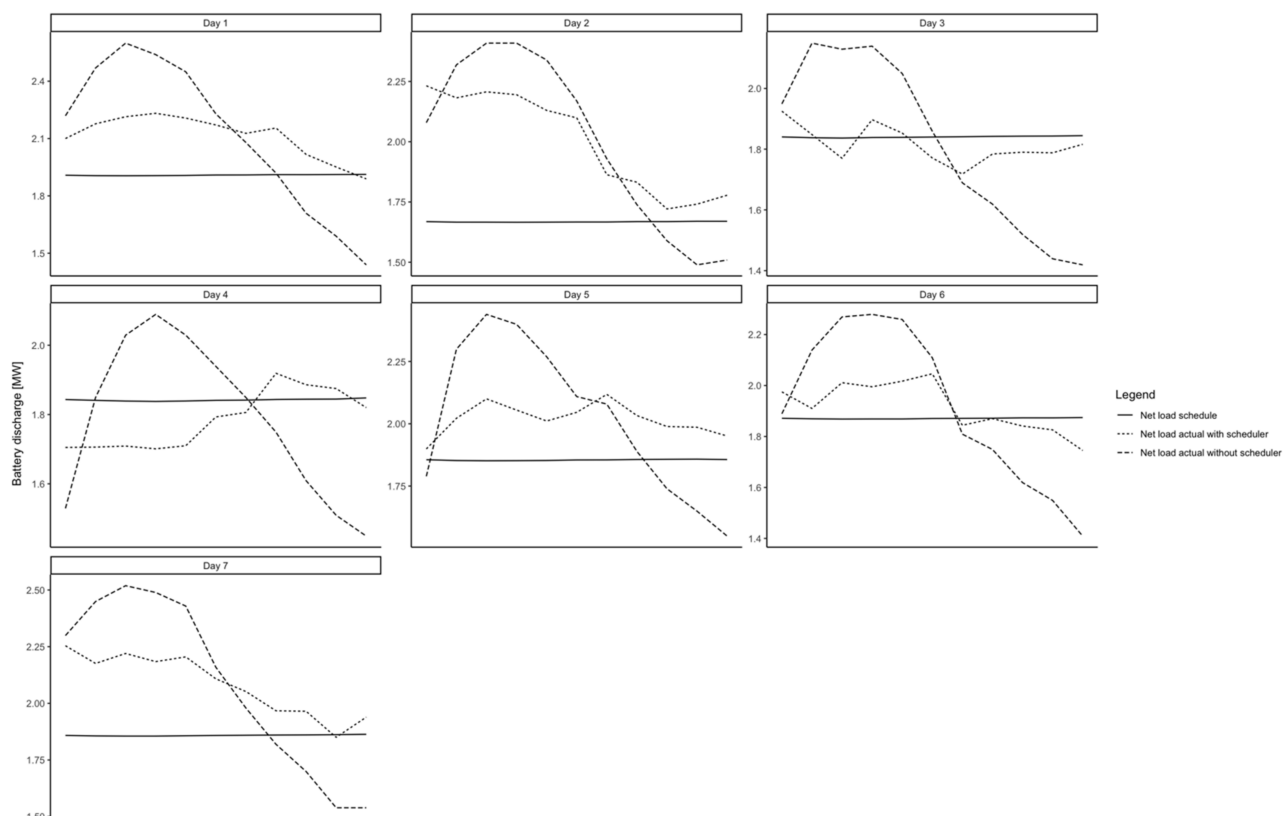 Day 1
Day 2
Day 3
2.4
2.1
1.8
1.5
2.25
2.00
1.75
1.50
2.0
1.8
1.6
1.4
Day 4
Day 5
Day 6
Battery discharge [MW]
2.0
1.8
1.6
2.25
2.00
1.75
2.2
2.0
1.8
1.6
1.4
Legend
Net load schedule
Net load actual with scheduler
Net load actual without scheduler
Day 7
2.50
2.25
2.00
1.75
1.50